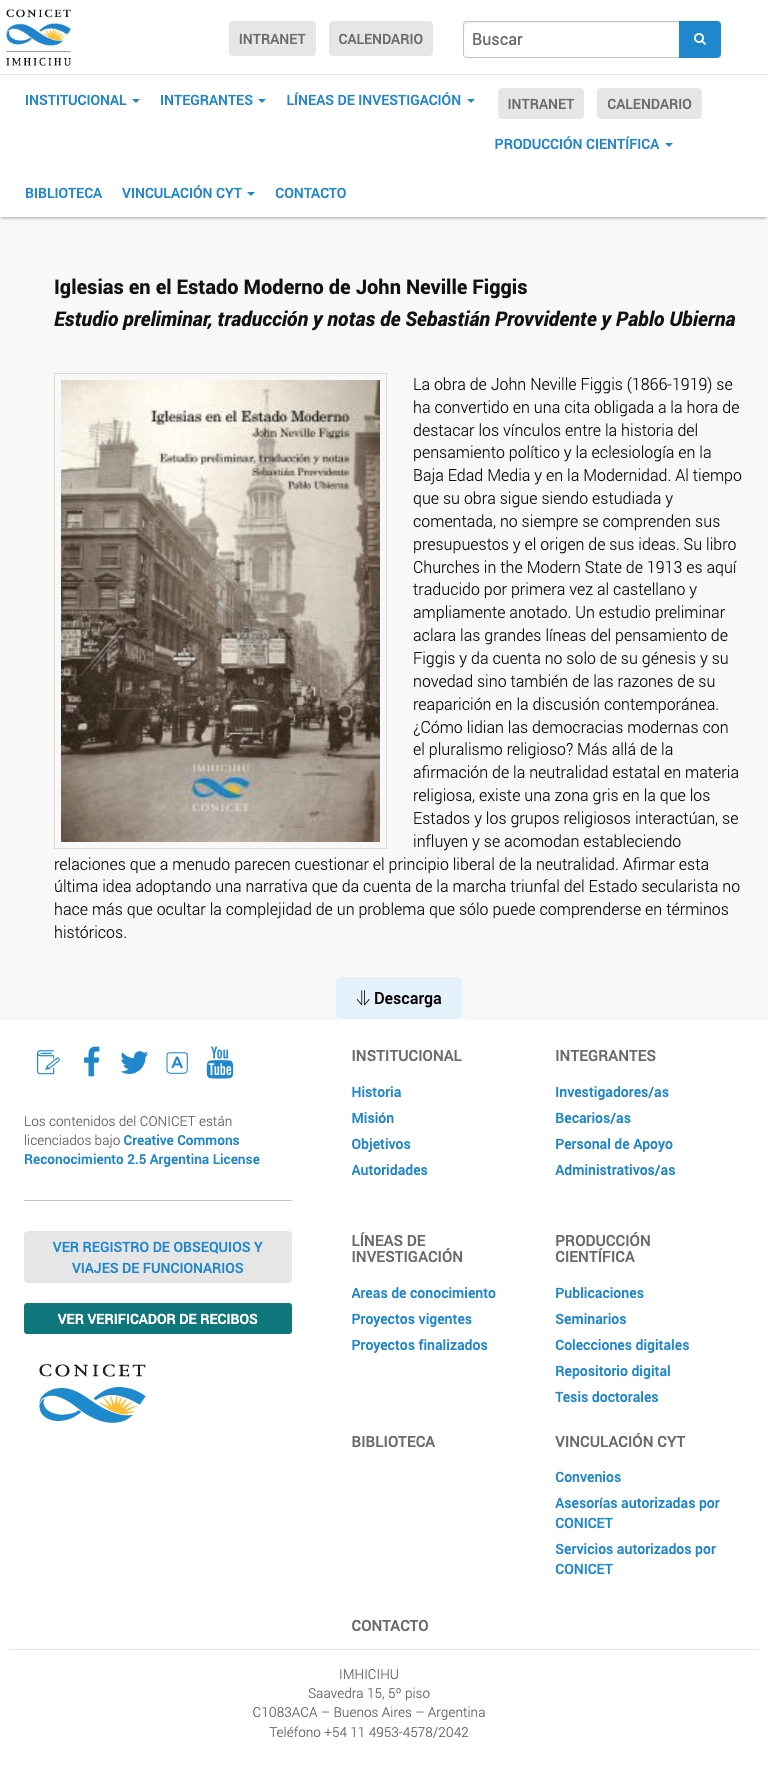 CONICET
IMHICIHU
INTRANET
CALENDARIO
Buscar
INSTITUCIONAL
INTEGRANTES
LÍNEAS DE INVESTIGACIÓN
INTRANET
CALENDARIO
PRODUCCIÓN CIENTÍFICA
BIBLIOTECA
VINCULACIÓN CYT
CONTACTO
Iglesias en el Estado Moderno de John Neville Figgis
Estudio preliminar, traducción y notas de Sebastián Provvidente y Pablo Ubierna
Iglesias en el Estado Moderno
John Neville Figgis
Estudio preliminar, traducción y notas
Sebastián Provvidente
Pablo Ubierna
IMHICIHU
CONICET
La obra de John Neville Figgis (1866-1919) se
ha convertido en una cita obligada a la hora de
destacar los vínculos entre la historia del
pensamiento político y la eclesiología en la
Baja Edad Media y en la Modernidad. Al tiempo
que su obra sigue siendo estudiada y
comentada, no siempre se comprenden sus
presupuestos y el origen de sus ideas. Su libro
Churches in the Modern State de 1913 es aquí
traducido por primera vez al castellano y
ampliamente anotado. Un estudio preliminar
aclara las grandes líneas del pensamiento de
Figgis y da cuenta no solo de su génesis y su
novedad sino también de las razones de su
reaparición en la discusión contemporánea.
¿Cómo lidian las democracias modernas con
el pluralismo religioso? Más allá de la
afirmación de la neutralidad estatal en materia
religiosa, existe una zona gris en la que los
Estados y los grupos religiosos interactúan, se
influyen y se acomodan estableciendo
relaciones que a menudo parecen cuestionar el principio liberal de la neutralidad. Afirmar esta
última idea adoptando una narrativa que da cuenta de la marcha triunfal del Estado secularista no
hace más que ocultar la complejidad de un problema que sólo puede comprenderse en términos
históricos.
Descarga
You
Tube
Los contenidos del CONICET están
licenciados bajo Creative Commons
Reconocimiento 2.5 Argentina License
VER REGISTRO DE OBSEQUIOS Y
VIAJES DE FUNCIONARIOS
VER VERIFICADOR DE RECIBOS
CONICET
INSTITUCIONAL
Historia
Misión
Objetivos
Autoridades
INTEGRANTES
Investigadores/as
Becarios/as
Personal de Apoyo
Administrativos/as
LÍNEAS DE
INVESTIGACIÓN
Areas de conocimiento
Proyectos vigentes
Proyectos finalizados
PRODUCCIÓN
CIENTÍFICA
Publicaciones
Seminarios
Colecciones digitales
Repositorio digital
Tesis doctorales
BIBLIOTECA
VINCULACIÓN CYT
Convenios
Asesorías autorizadas por
CONICET
Servicios autorizados por
CONICET
CONTACTO
IMHICIHU
Saavedra 15, 5º piso
C1083ACA – Buenos Aires – Argentina
Teléfono +54 11 4953-4578/2042